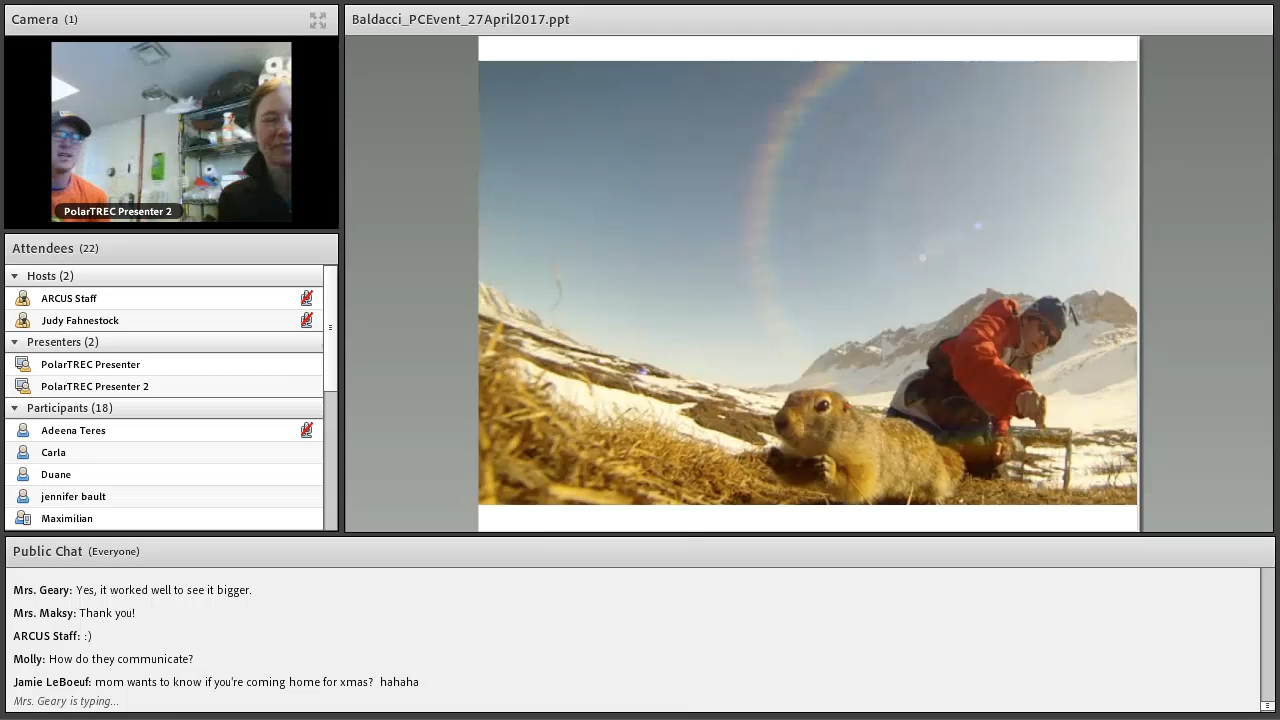 Camera (1)
PolarTREC Presenter 2
Attendees (22)
Hosts (2)
ARCUS Staff
Judy Fahnestock
Presenters (2)
PolarTREC Presenter
PolarTREC Presenter 2
Participants (18)
Adeena Teres
Carla
Duane
jennifer bault
Maximilian
Baldacci_PCEvent_27April2017.ppt
Public Chat (Everyone)
Mrs. Geary: Yes, it worked well to see it bigger.
Mrs. Maksy: Thank you!
ARCUS Staff: :)
Molly: How do they communicate?
Jamie LeBoeuf: mom wants to know if you're coming home for xmas? hahaha
Mrs. Geary is typing...